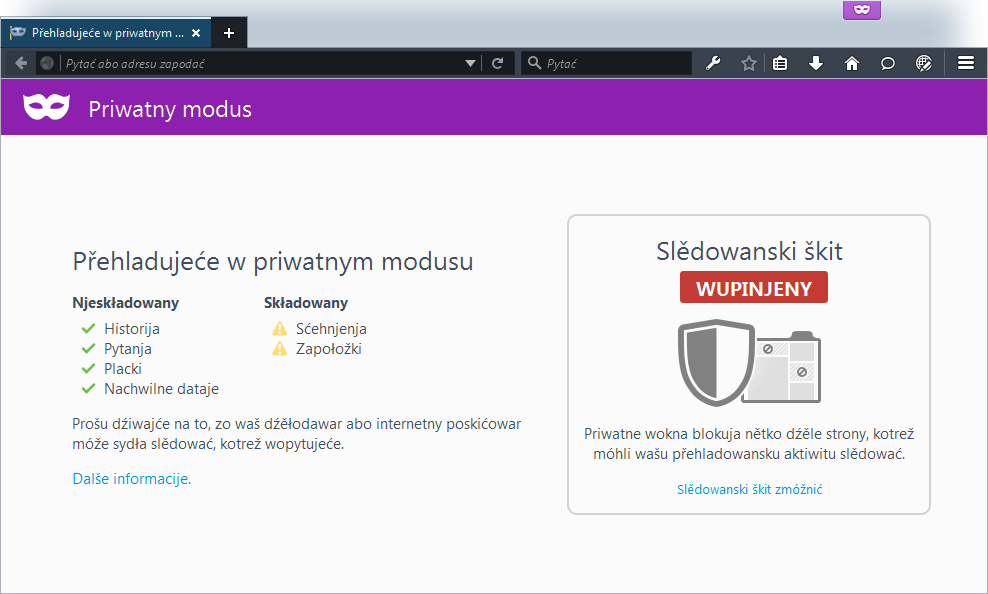 Přehladujeće w priwatnym ...
Pytać abo adresu zapodać
Pytać
Priwatny modus
Přehladujeće w priwatnym modusu
Njeskładowany
Historija
Pytanja
Placki
Nachwilne dataje
Składowany
Sćehnjenja
Zapołožki
Prošu dźiwajće na to, zo waš dźěłodawar abo internetny poskićowar
móže sydła slědować, kotrež wopytujeće.
Dalše informacije.
Slědowanski škit
WUPINJENY
Priwatne wokna blokuja nětko dźěle strony, kotrež
móhli wašu přehladowansku aktiwitu slědować.
Slědowanski škit zmóžnić